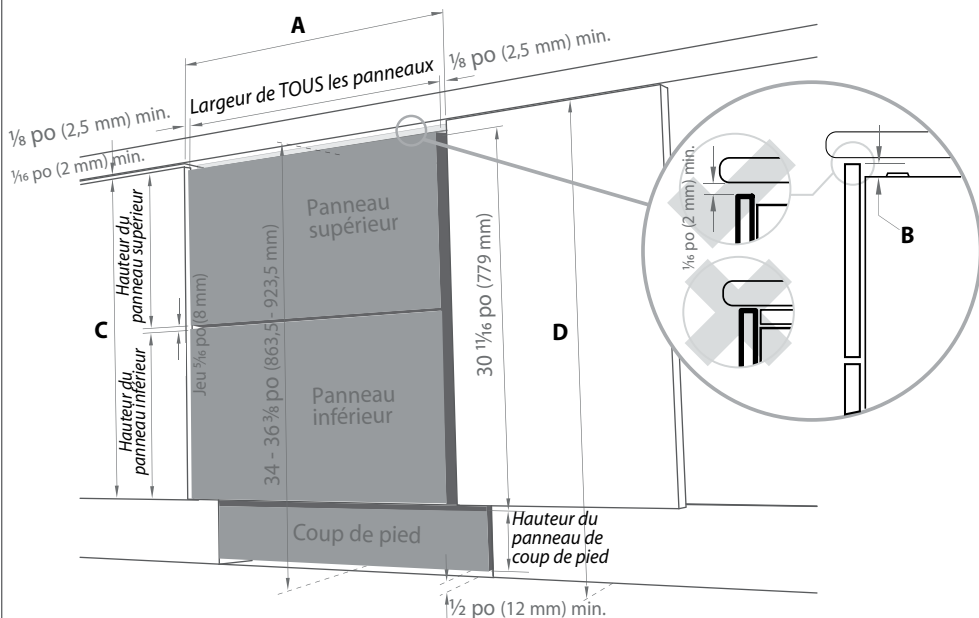 A
⅛ po (2,5 mm) min.
Largeur de TOUS les panneaux
⅛ po (2,5 mm) min.
1⁄16 po (2 mm) min.
Hauteur du
panneau supérieur
Panneau
supérieur
C
Jeu 5⁄16 po (8 mm)
34 - 36 ⅜ po (863,5 - 923,5 mm)
30 11⁄16 po (779 mm)
D
Hauteur du
panneau inférieur
Panneau
inférieur
1⁄16 po (2 mm) min.
B
Coup de pied
Hauteur du
panneau de
coup de pied
½ po (12 mm) min.